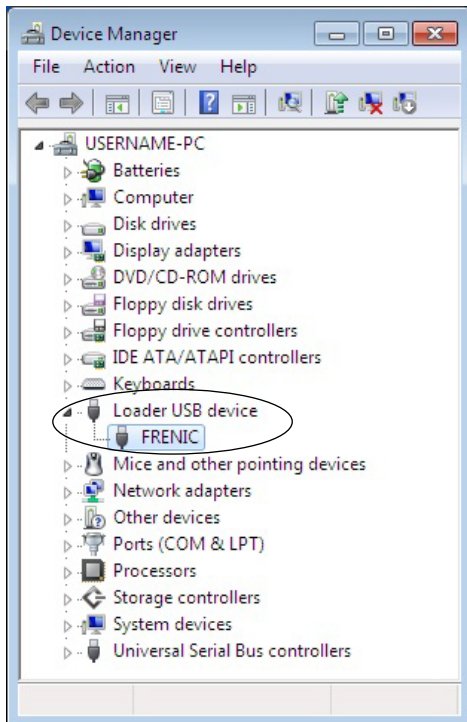 Device Manager
File Action View Help
USERNAME-PC
Batteries
Computer
Disk drives
Display adapters
DVD/CD-ROM drives
Floppy disk drives
Floppy drive controllers
IDE ATA/ATAPI controllers
Keyboards
Loader USB device
FRENIC
Mice and other pointing devices
Network adapters
Other devices
Ports (COM & LPT)
Processors
Storage controllers
System devices
Universal Serial Bus controllers